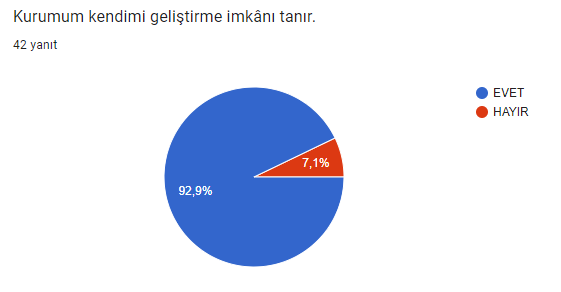 Kurumum kendimi geliştirme imkânı tanır.
42 yanıt
EVET
HAYIR
7,1%
92,9%